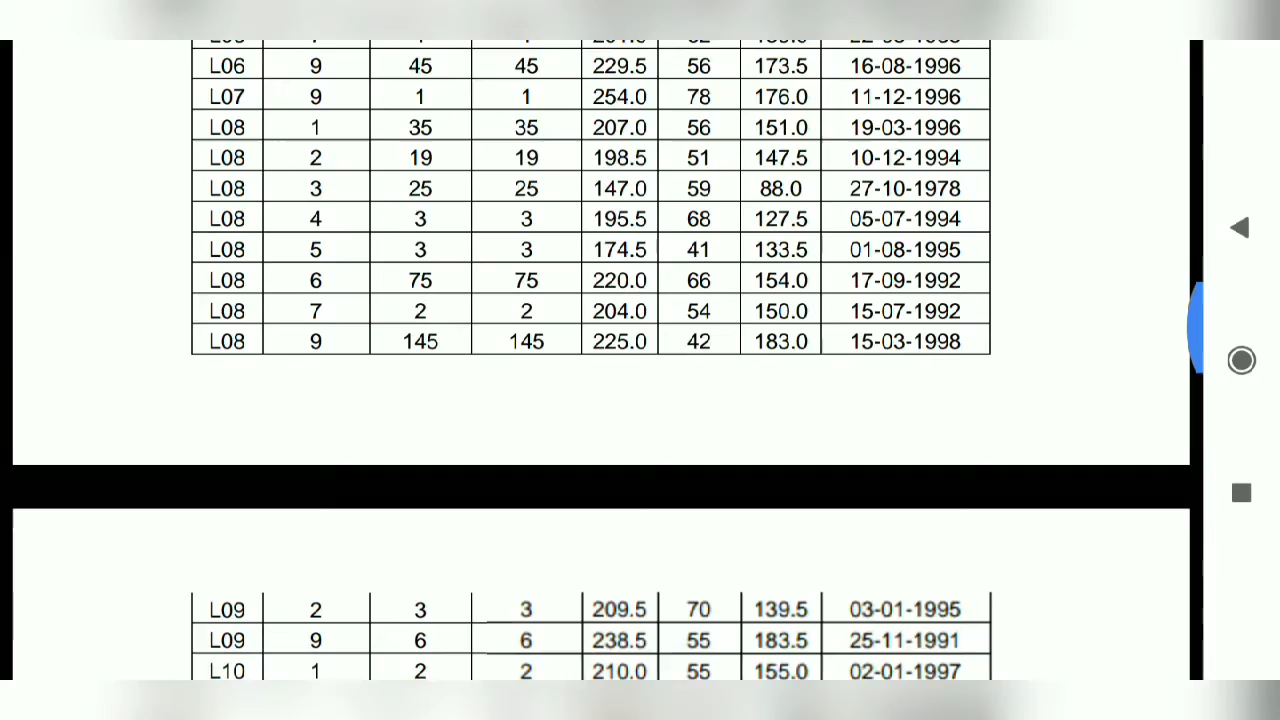 L06 9 45 45 229.5 56 173.5 16-08-1996
L07 9 1 1 254.0 78 176.0 11-12-1996
L08 1 35 35 207.0 56 151.0 19-03-1996
L08 2 19 19 198.5 51 147.5 10-12-1994
L08 3 25 25 147.0 59 88.0 27-10-1978
L08 4 3 3 195.5 68 127.5 05-07-1994
L08 5 3 3 174.5 41 133.5 01-08-1995
L08 6 75 75 220.0 66 154.0 17-09-1992
L08 7 2 2 204.0 54 150.0 15-07-1992
L08 9 145 145 225.0 42 183.0 15-03-1998
L09 2 3 3 209.5 70 139.5 03-01-1995
L09 9 6 6 238.5 55 183.5 25-11-1991
L10 1 2 2 210.0 55 155.0 02-01-1997